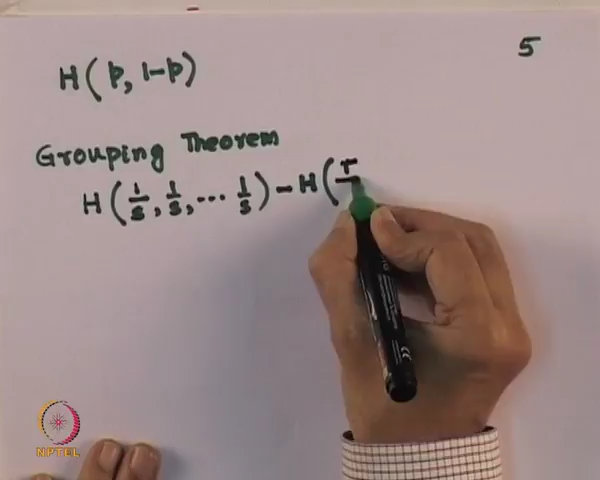 5
H(p, 1-p)
Grouping Theorem
H(1/s, 1/s, ... 1/s) - H(r
NPTEL